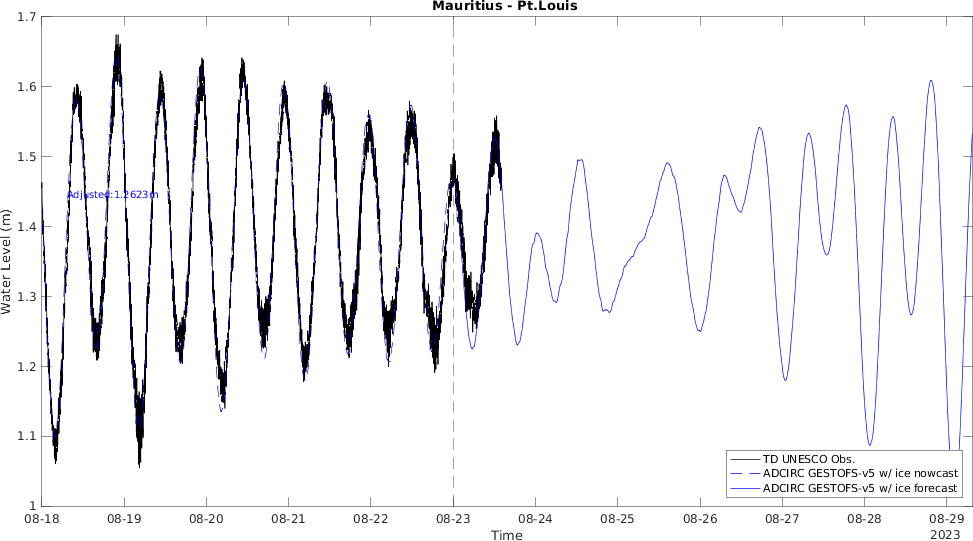 Mauritius - Pt.Louis
1.7
1.6
1.5
1.4
1.3
1.2
1.1
1
Water Level (m)
Adjusted:1.2623m
TD UNESCO Obs.
ADCIRC GESTOFS-v5 w/ ice nowcast
ADCIRC GESTOFS-v5 w/ ice forecast
08-18 08-19 08-20 08-21 08-22 08-23 08-24 08-25 08-26 08-27 08-28 08-29
Time
2023